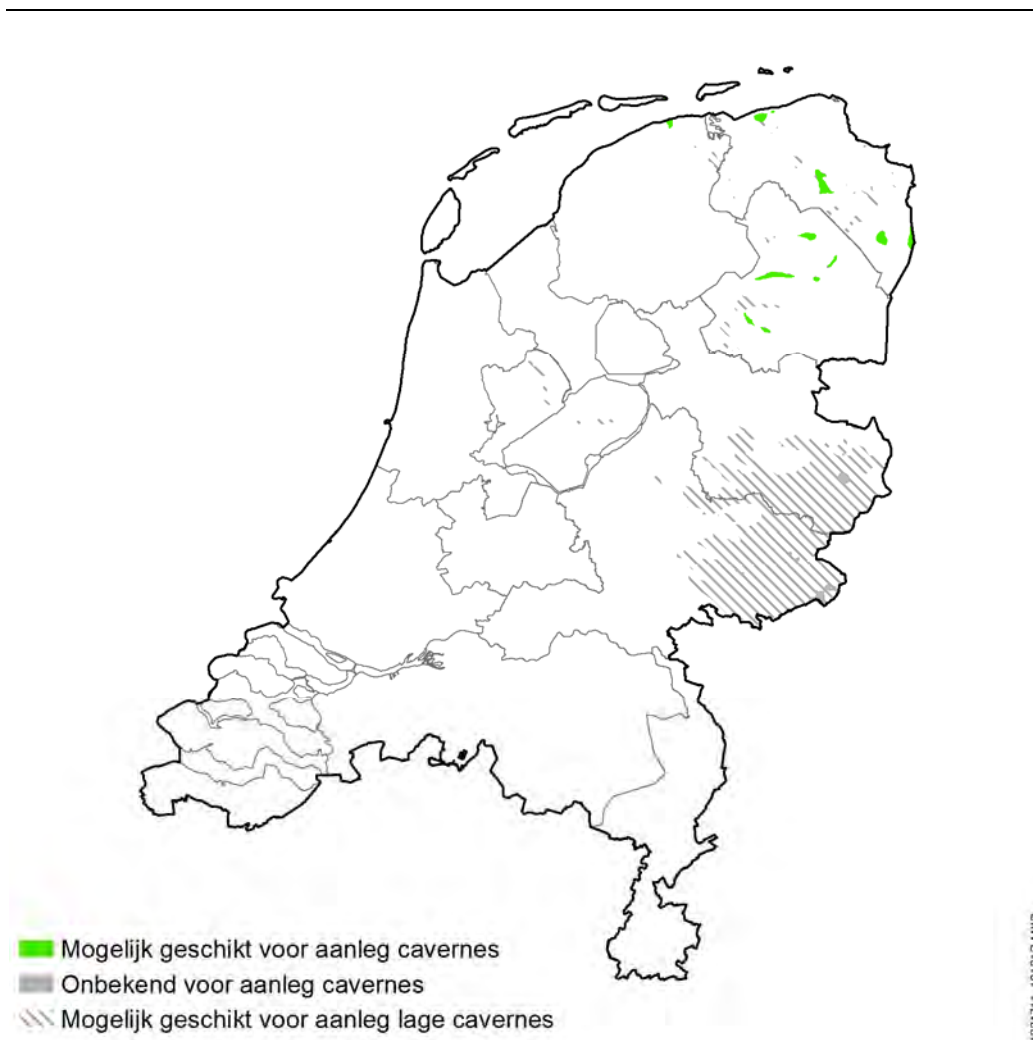 Mogelijk geschikt voor aanleg cavernes
Onbekend voor aanleg cavernes
Mogelijk geschikt voor aanleg lage cavernes